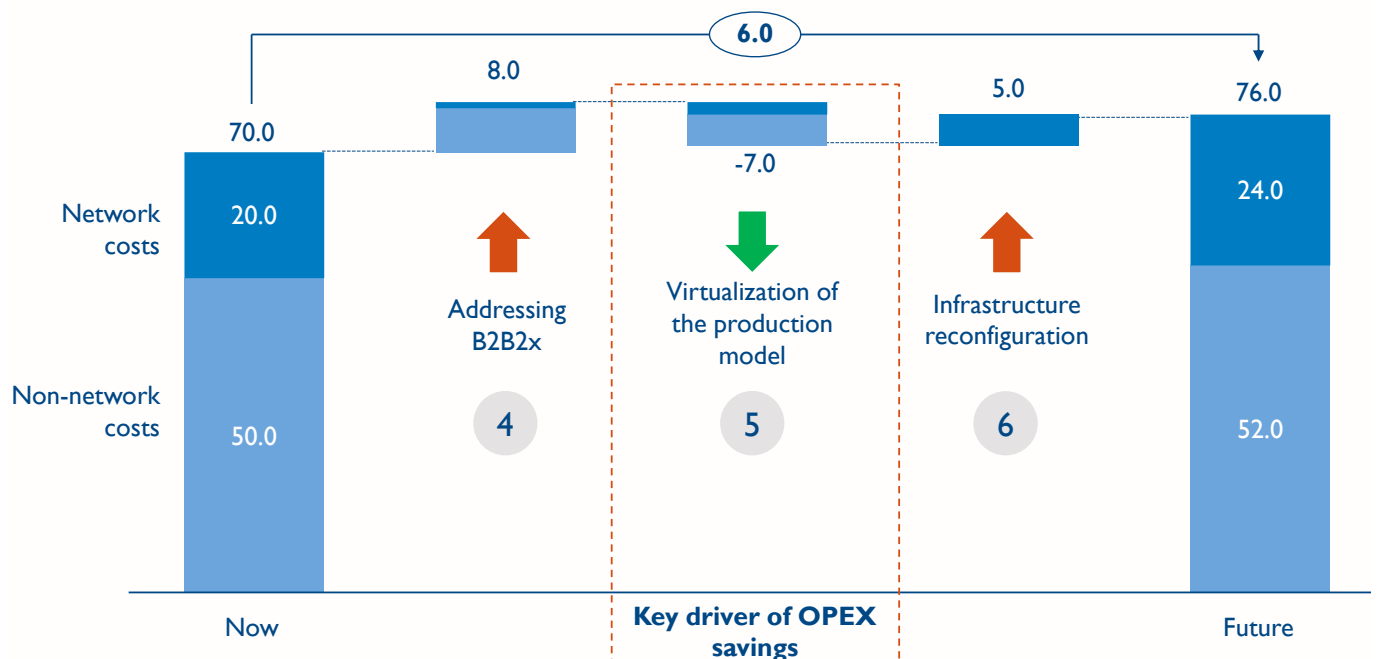 6.0
8.0
5.0
76.0
70.0
-7.0
Network
costs
20.0
24.0
Addressing
B2B2x
Virtualization of
the production
model
Infrastructure
reconfiguration
Non-network
costs
50.0
4
5
6
52.0
Now
Key driver of OPEX
savings
Future